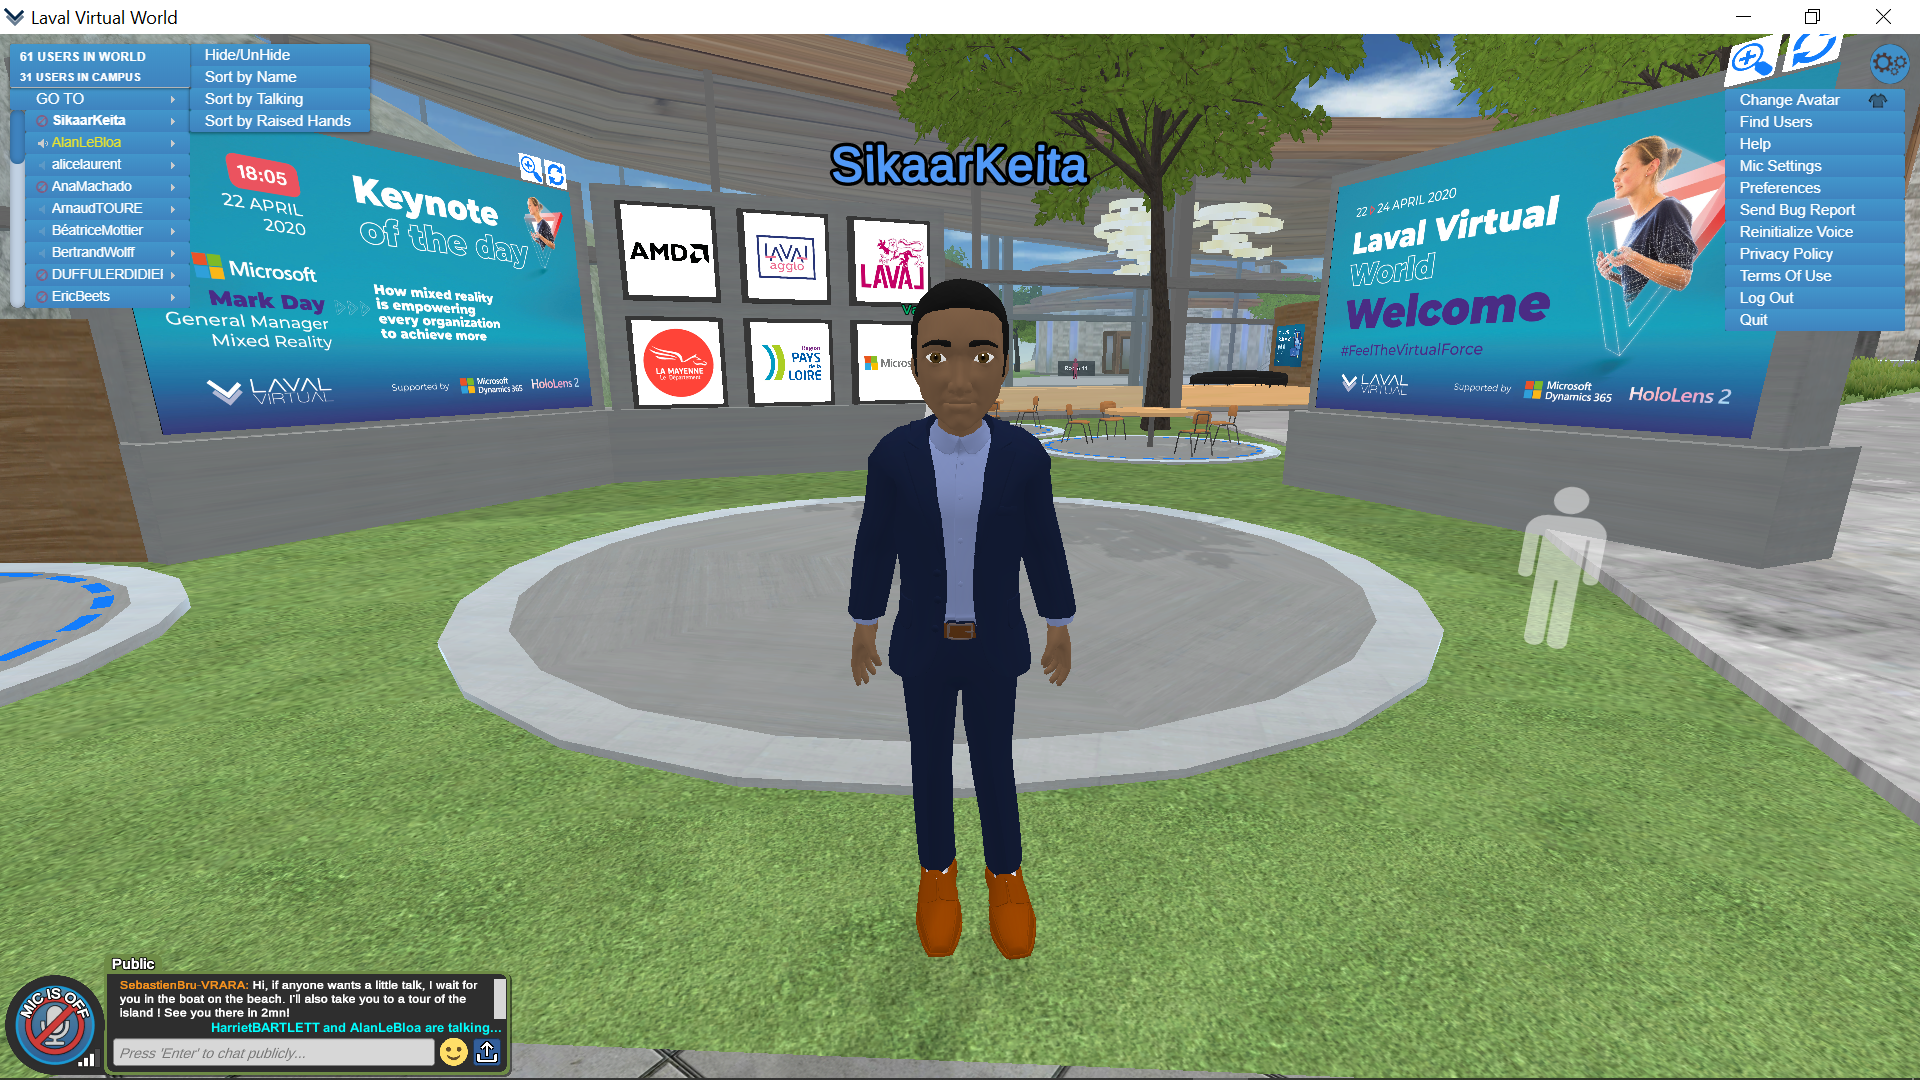 Laval Virtual World
61 USERS IN WORLD
31 USERS IN CAMPUS
GO TO
SikaarKeita
AlanLeBloa
alicelaurent
AnaMachado
ArnaudTOURE
BéatriceMottier
BertrandWolff
DUFFULERDIDIEI
EricBeets
Hide/UnHide
Sort by Name
Sort by Talking
Sort by Raised Hands
18:05
22 APRIL
2020
Keynote
of the day
Microsoft
Mark Day
General Manager
Mixed Reality
How mixed reality
is empowering
every organization
to achieve more
LAVAL
VIRTUAL
Supported by
Microsoft
Dynamics 365
HoloLens 2
AMD
LAVAL
agglo
LAVAL
LA MAYENNE
Le Département
Région
PAYS
de la
LOIRE
Micros
SikaarKeita
Va
22 > 24 APRIL 2020
Laval Virtual
World
Welcome
#FeelTheVirtualForce
LAVAL
VIRTUAL
Supported by
Microsoft
Dynamics 365
HoloLens 2
Change Avatar
Find Users
Help
Mic Settings
Preferences
Send Bug Report
Reinitialize Voice
Privacy Policy
Terms Of Use
Log Out
Quit
MIC IS OFF
Public
SebastienBru-VRARA: Hi, if anyone wants a little talk, I wait for
you in the boat on the beach. I'll also take you to a tour of the
island ! See you there in 2mn!
HarrietBARTLETT and AlanLeBloa are talking...
Press 'Enter' to chat publicly...